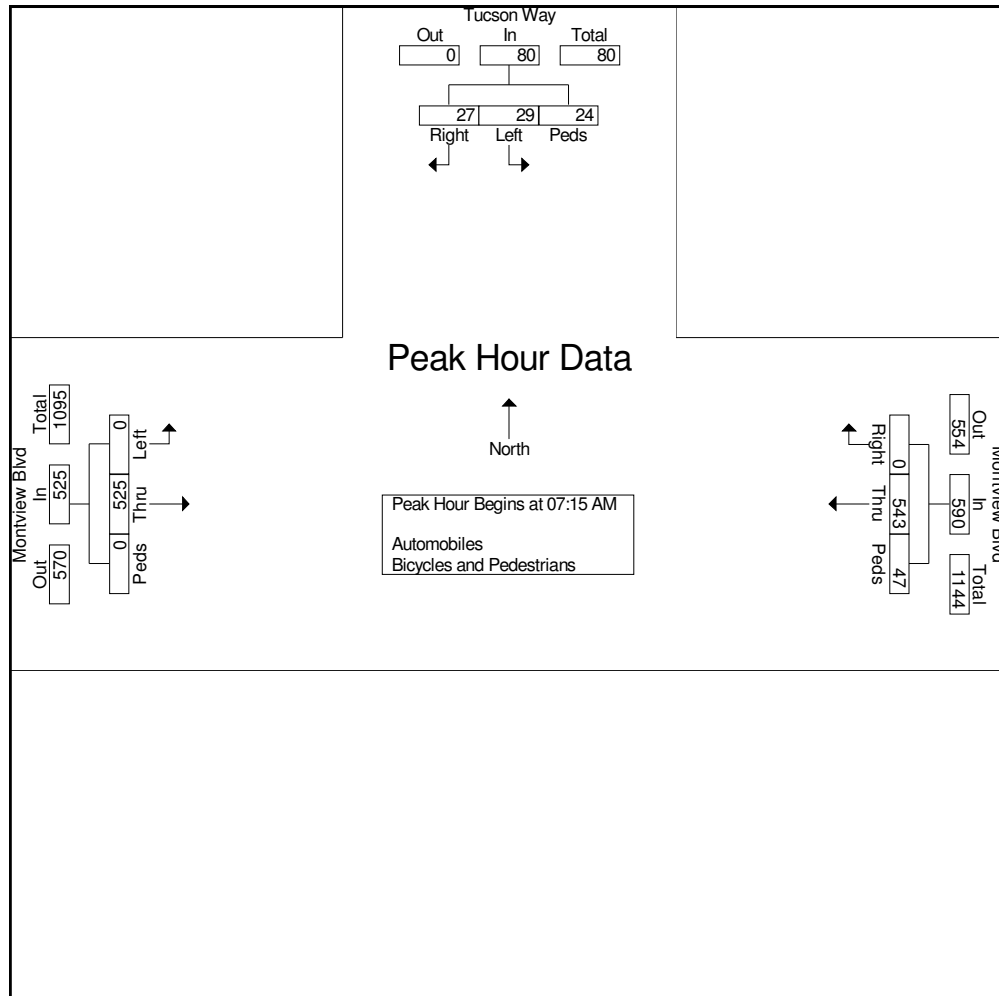 Tucson Way
Out In Total
0 80 80
27 29 24
Right Left Peds
Peak Hour Data
North
Peak Hour Begins at 07:15 AM
Automobiles
Bicycles and Pedestrians
Montview Blvd
Out In Total
570 525 1095
0 525 0
Peds Thru Left
Montview Blvd
Out In Total
554 590 1144
0 543 47
Right Thru Peds